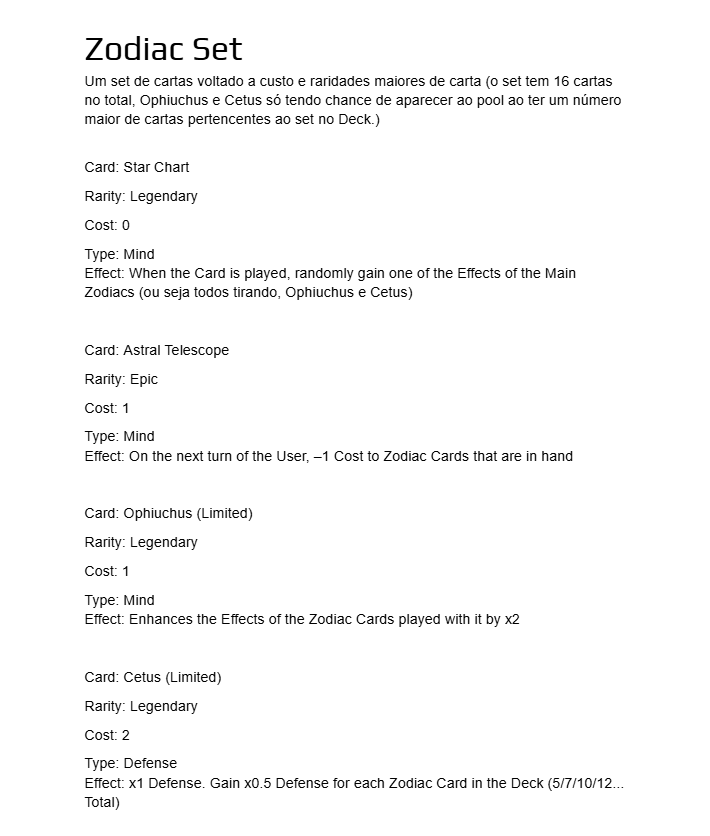 Zodiac Set
Um set de cartas voltado a custo e raridades maiores de carta (o set tem 16 cartas
no total, Ophiuchus e Cetus só tendo chance de aparecer ao pool ao ter um número
maior de cartas pertencentes ao set no Deck.)
Card: Star Chart
Rarity: Legendary
Cost: 0
Type: Mind
Effect: When the Card is played, randomly gain one of the Effects of the Main
Zodiacs (ou seja todos tirando, Ophiuchus e Cetus)
Card: Astral Telescope
Rarity: Epic
Cost: 1
Type: Mind
Effect: On the next turn of the User, –1 Cost to Zodiac Cards that are in hand
Card: Ophiuchus (Limited)
Rarity: Legendary
Cost: 1
Type: Mind
Effect: Enhances the Effects of the Zodiac Cards played with it by x2
Card: Cetus (Limited)
Rarity: Legendary
Cost: 2
Type: Defense
Effect: x1 Defense. Gain x0.5 Defense for each Zodiac Card in the Deck (5/7/10/12...
Total)